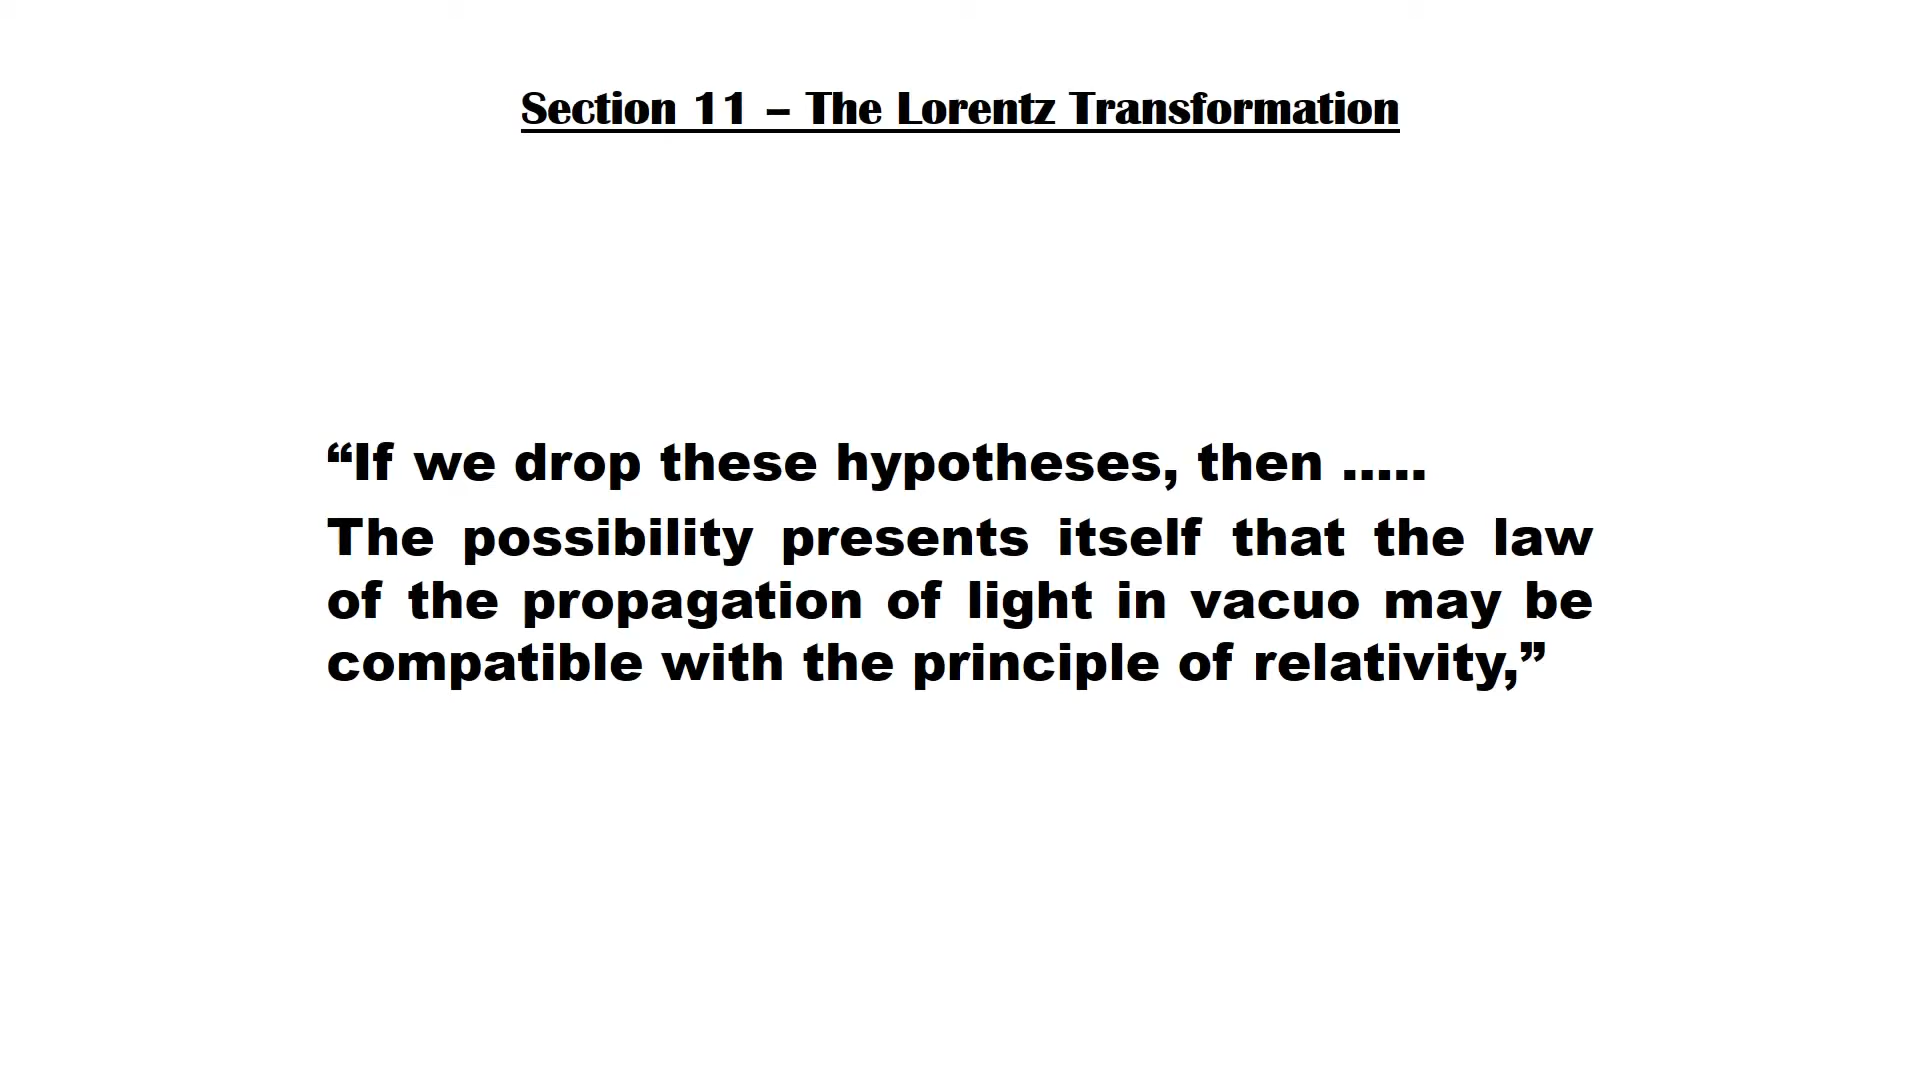 Section 11 – The Lorentz Transformation
“If we drop these hypotheses, then .....
The possibility presents itself that the law
of the propagation of light in vacuo may be
compatible with the principle of relativity,”